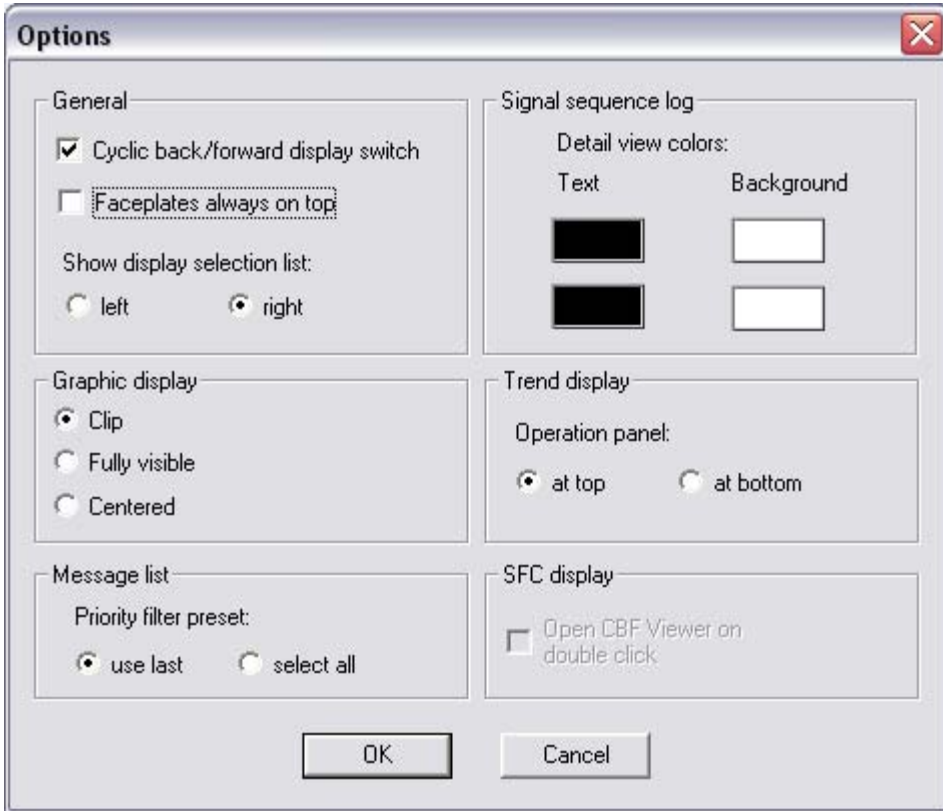 Options
General
Cyclic back/forward display switch
Faceplates always on top
Show display selection list:
left right
Signal sequence log
Detail view colors:
Text Background
Graphic display
Clip
Fully visible
Centered
Trend display
Operation panel:
at top at bottom
Message list
Priority filter preset:
use last select all
SFC display
Open CBF Viewer on
double click
OK Cancel